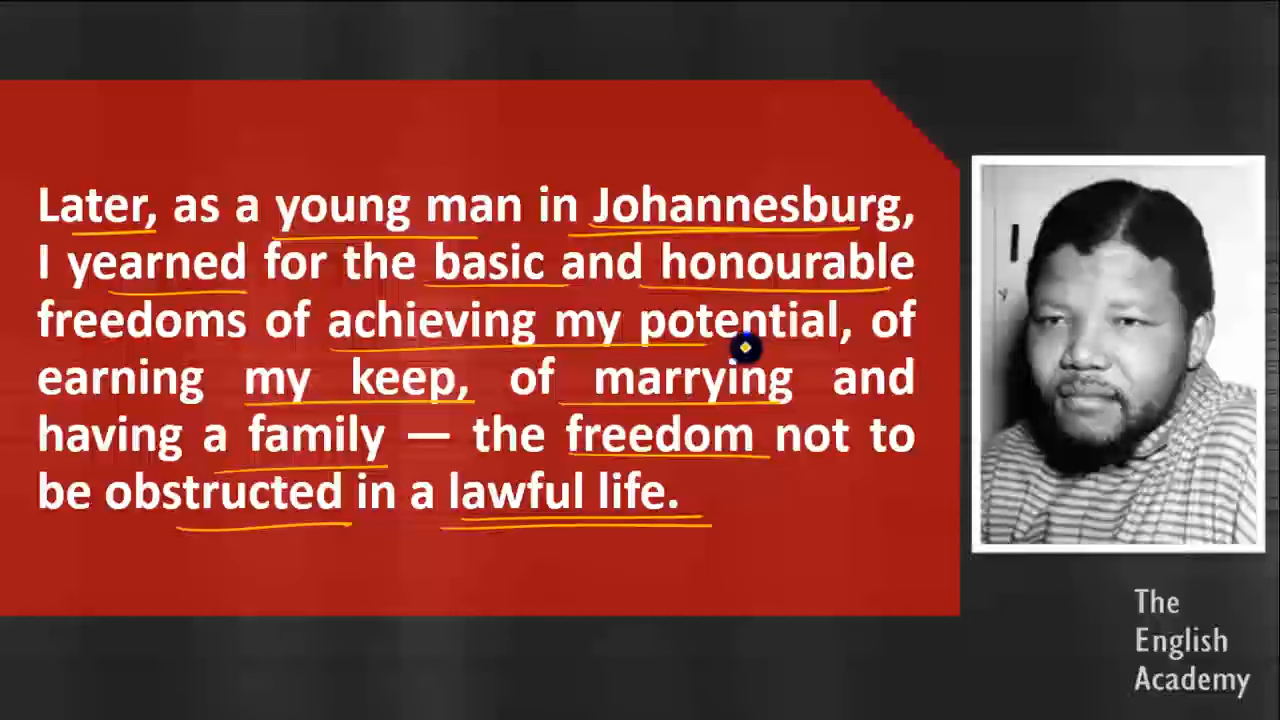 Later, as a young man in Johannesburg,
I yearned for the basic and honourable
freedoms of achieving my potential, of
earning my keep, of marrying and
having a family — the freedom not to
be obstructed in a lawful life.
The
English
Academy